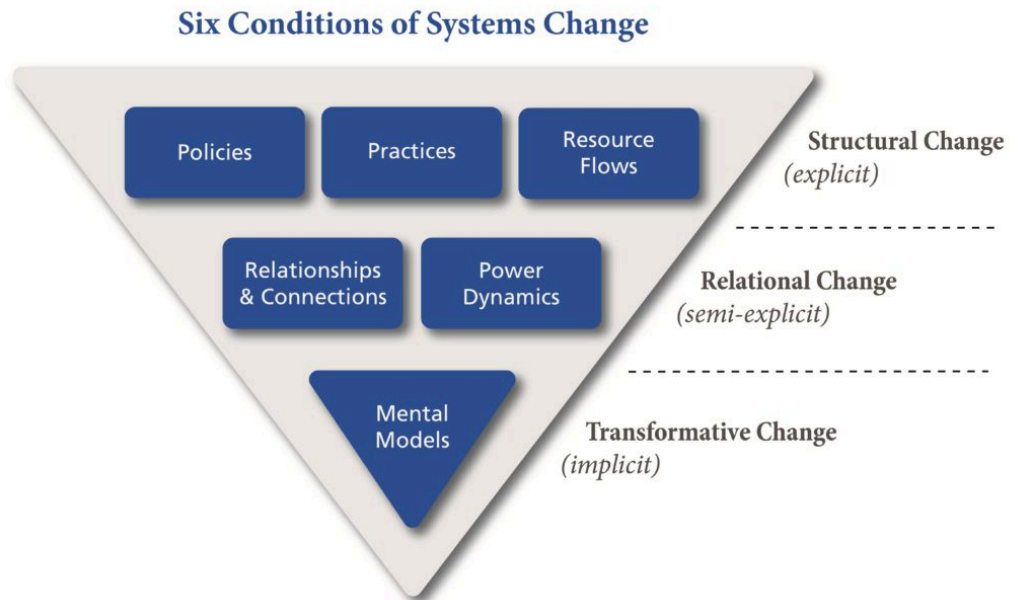 Six Conditions of Systems Change
Policies
Practices
Resource
Flows
Structural Change
(explicit)
Relationships
& Connections
Power
Dynamics
Relational Change
(semi-explicit)
Mental
Models
Transformative Change
(implicit)